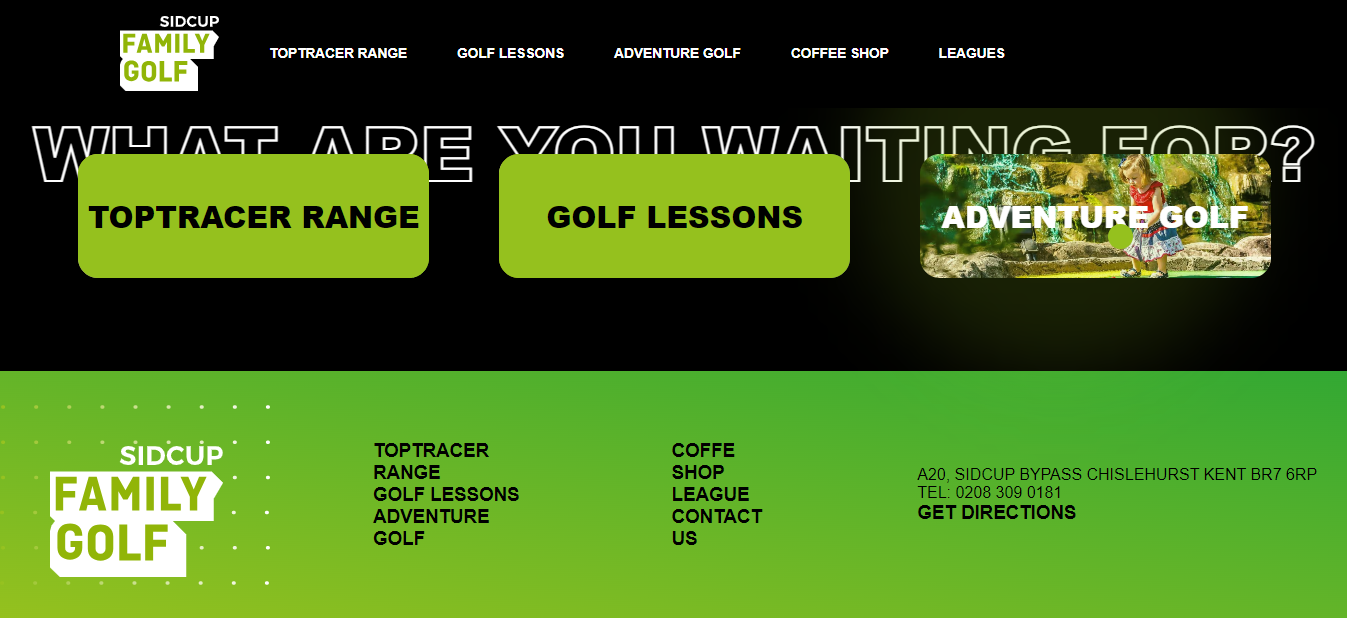 SIDCUP
FAMILY
GOLF
TOPTRACER RANGE
GOLF LESSONS
ADVENTURE GOLF
COFFEE SHOP
LEAGUES
WHAT ARE YOU WAITING FOR?
TOPTRACER RANGE
GOLF LESSONS
ADVENTURE GOLF
SIDCUP
FAMILY
GOLF
TOPTRACER
RANGE
GOLF LESSONS
ADVENTURE
GOLF
COFFE
SHOP
LEAGUE
CONTACT
US
A20, SIDCUP BYPASS CHISLEHURST KENT BR7 6RP
TEL: 0208 309 0181
GET DIRECTIONS